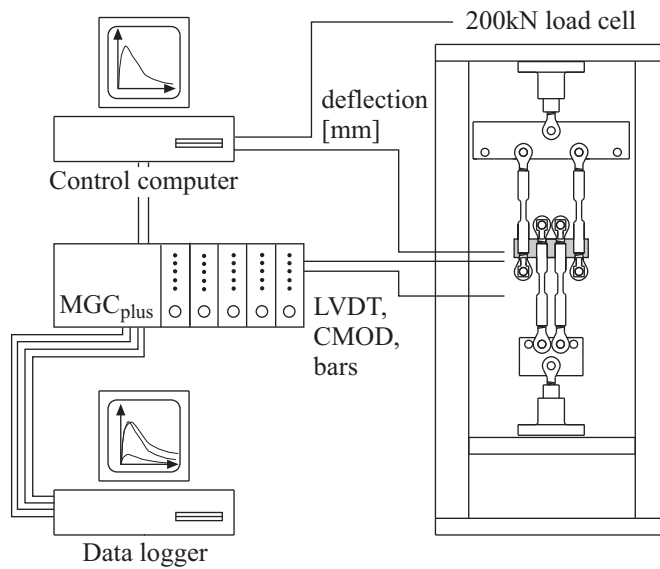 200kN load cell
deflection
[mm]
Control computer
MGCplus
LVDT,
CMOD,
bars
Data logger